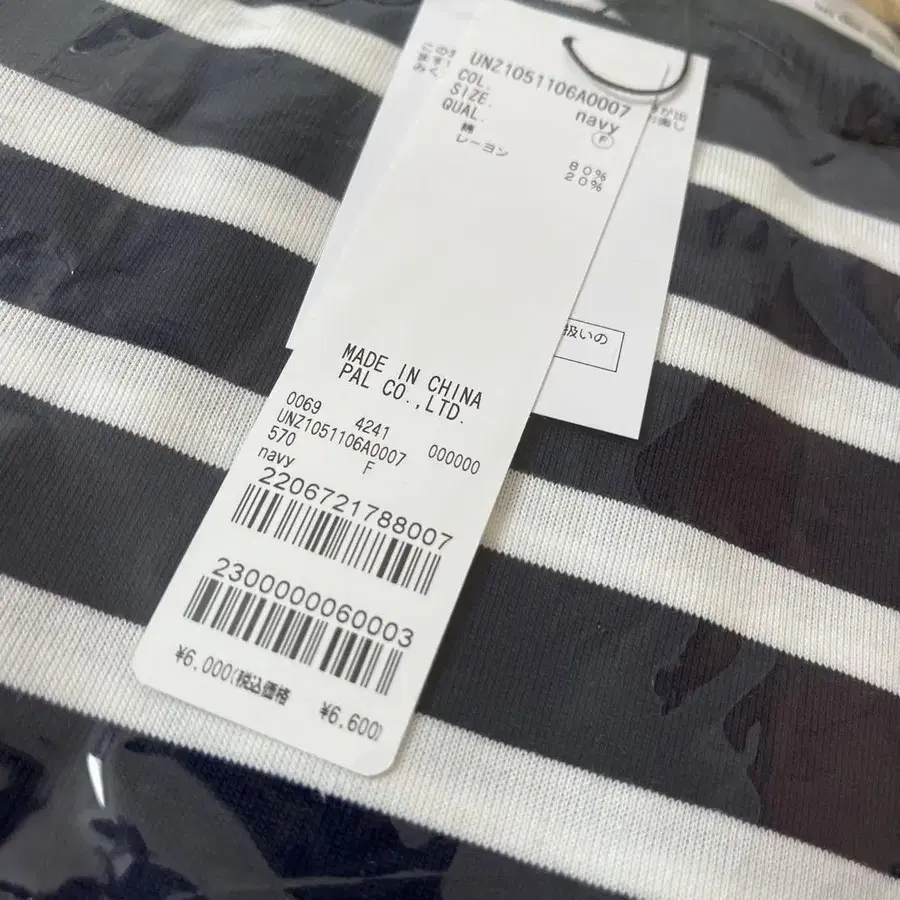 UNZ1051106A0007
COL. navy
SIZE. F
QUAL.
綿 80%
レーヨン 20%
MADE IN CHINA
PAL CO.,LTD.
0069 4241 000000
UNZ1051106A0007
570 F
navy
2206721788007
2300000060003
¥6.000(税込価格 ¥6.600)
扱いの